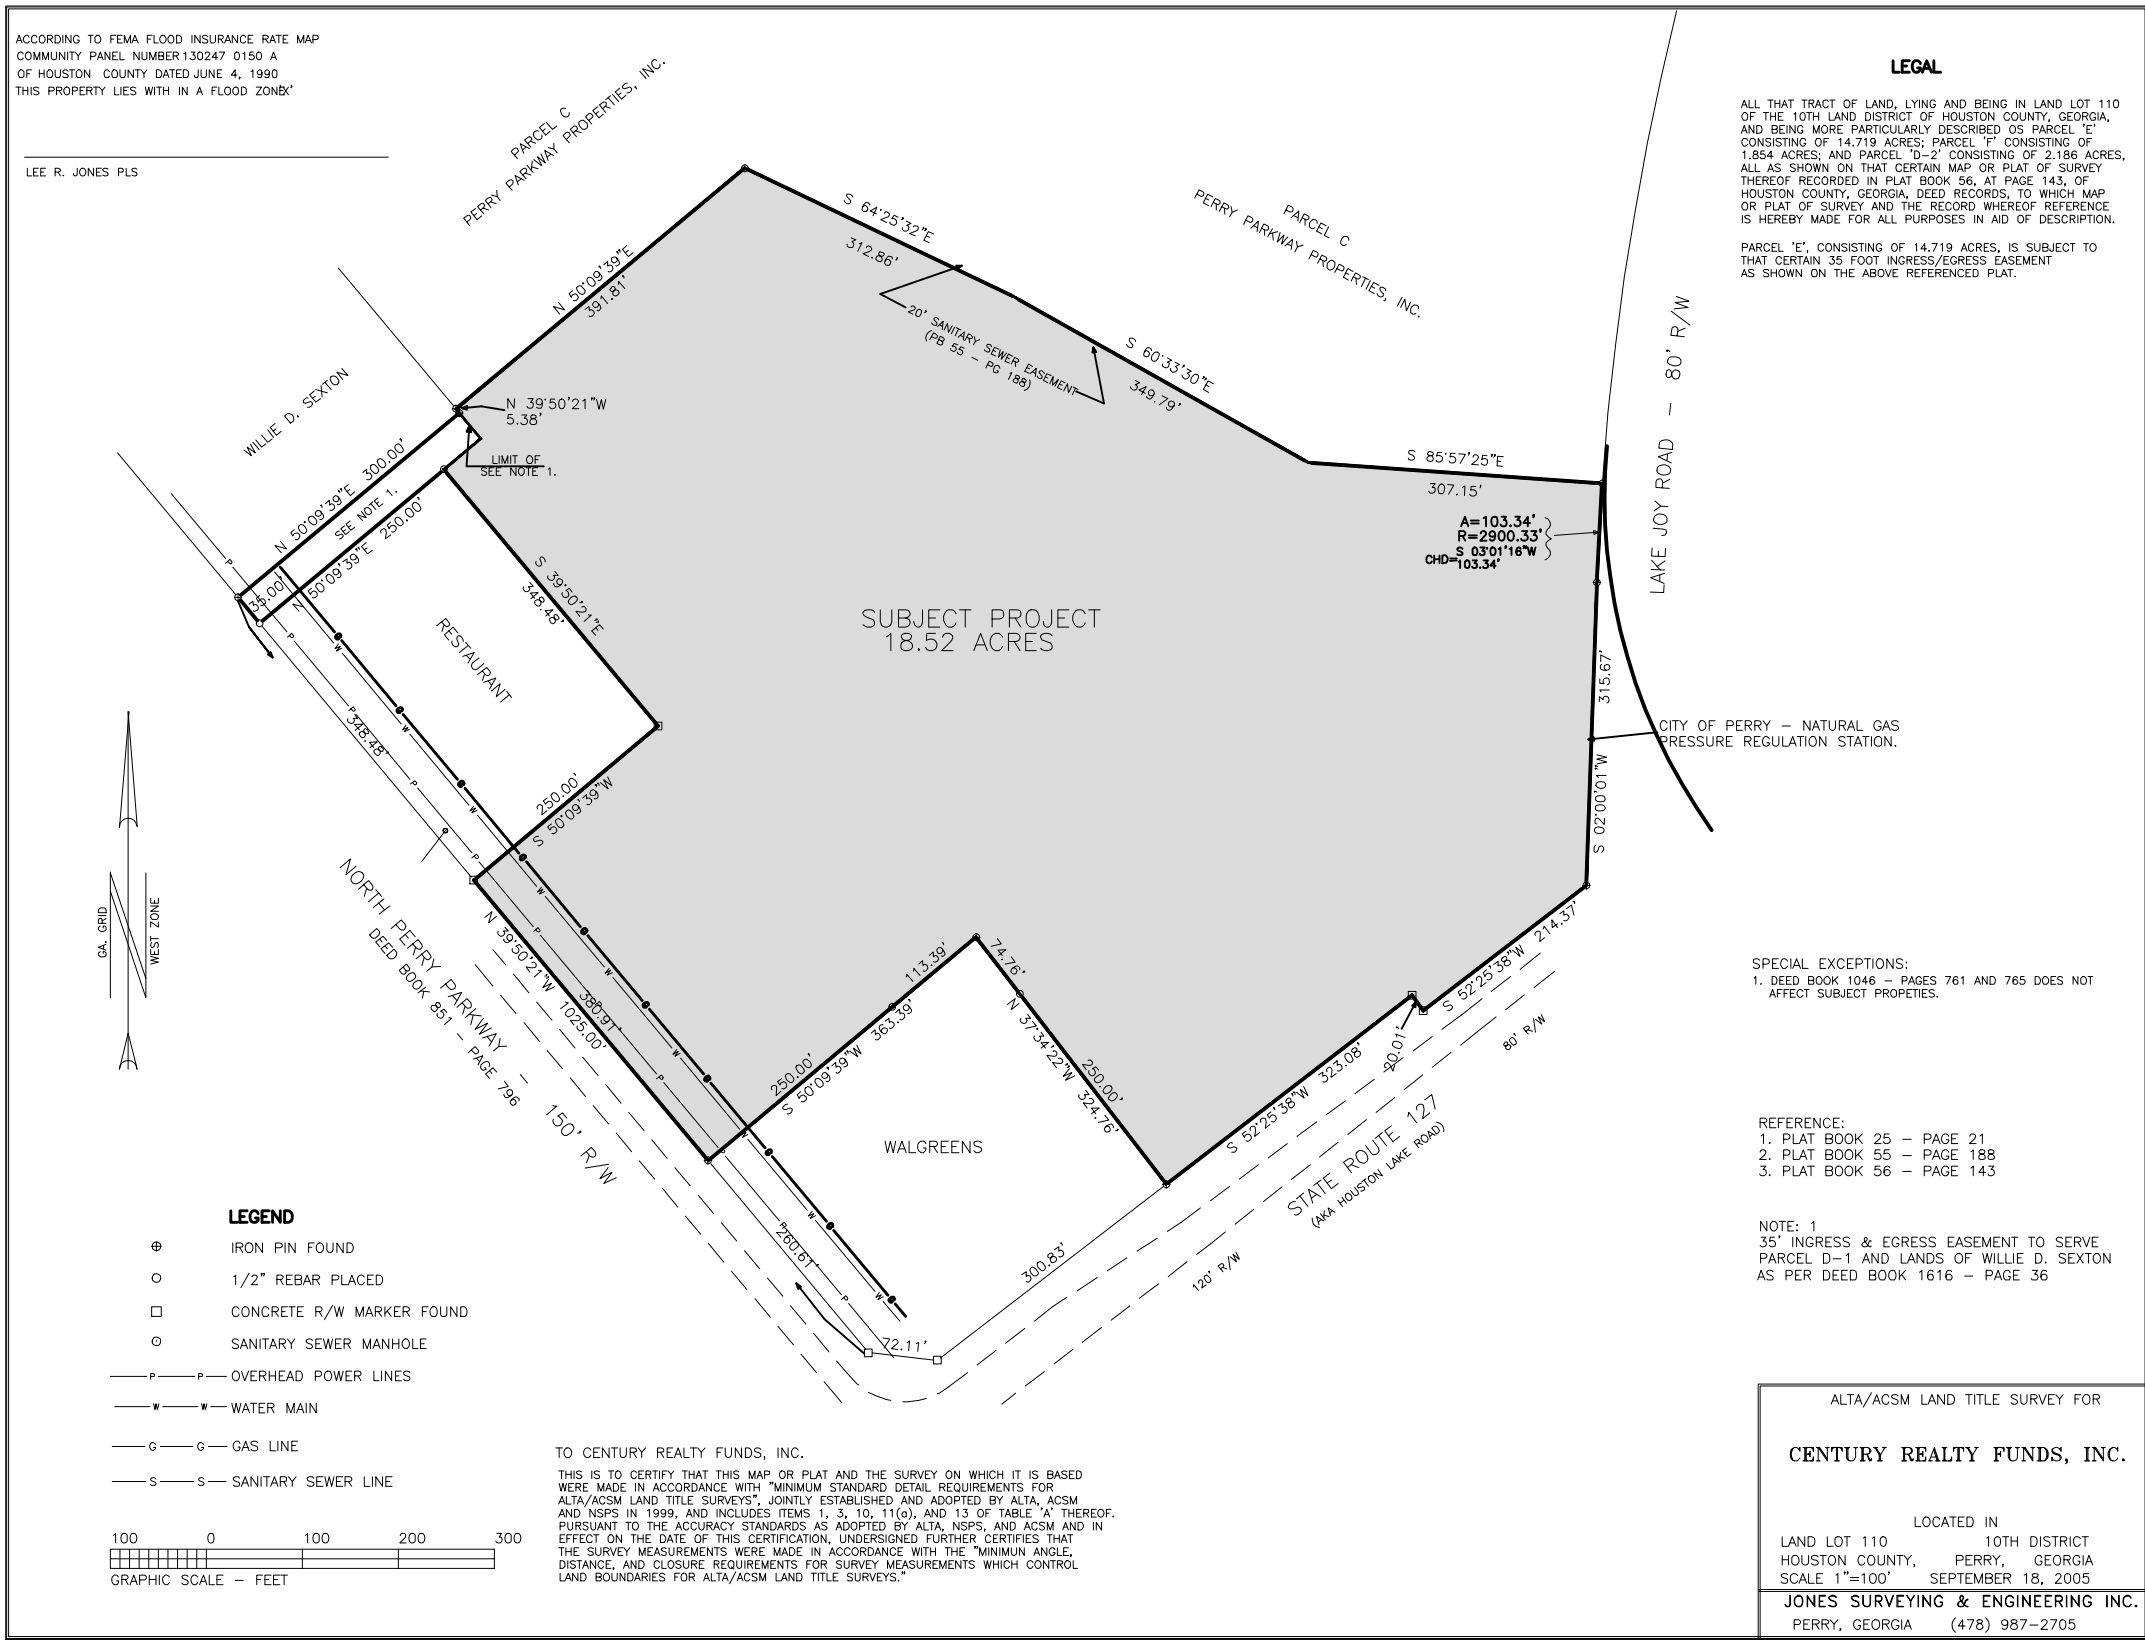 ACCORDING TO FEMA FLOOD INSURANCE RATE MAP
COMMUNITY PANEL NUMBER 130247 0150 A
OF HOUSTON COUNTY DATED JUNE 4, 1990
THIS PROPERTY LIES WITH IN A FLOOD ZONE 'X'
LEE R. JONES PLS
PARCEL C
PERRY PARKWAY PROPERTIES, INC.
PARCEL C
PERRY PARKWAY PROPERTIES, INC.
LEGAL
ALL THAT TRACT OF LAND, LYING AND BEING IN LAND LOT 110
OF THE 10TH LAND DISTRICT OF HOUSTON COUNTY, GEORGIA,
AND BEING MORE PARTICULARLY DESCRIBED OS PARCEL 'E'
CONSISTING OF 14.719 ACRES; PARCEL 'F' CONSISTING OF
1.854 ACRES; AND PARCEL 'D-2' CONSISTING OF 2.186 ACRES,
ALL AS SHOWN ON THAT CERTAIN MAP OR PLAT OF SURVEY
THEREOF RECORDED IN PLAT BOOK 56, AT PAGE 143, OF
HOUSTON COUNTY, GEORGIA, DEED RECORDS, TO WHICH MAP
OR PLAT OF SURVEY AND THE RECORD WHEREOF REFERENCE
IS HEREBY MADE FOR ALL PURPOSES IN AID OF DESCRIPTION.
PARCEL 'E', CONSISTING OF 14.719 ACRES, IS SUBJECT TO
THAT CERTAIN 35 FOOT INGRESS/EGRESS EASEMENT
AS SHOWN ON THE ABOVE REFERENCED PLAT.
N 50°09'39"E
391.81'
S 64°25'32"E
312.86'
20' SANITARY SEWER EASEMENT
(PB 55 - PG 188)
S 60°33'30"E
349.79'
S 85°57'25"E
307.15'
LAKE JOY ROAD - 80' R/W
A=103.34'
R=2900.33'
S 03°01'16"W
CHD=103.34'
WILLIE D. SEXTON
N 39°50'21"W
5.38'
LIMIT OF
SEE NOTE 1.
N 50°09'39"E 300.00'
SEE NOTE 1.
N 50°09'39"E 250.00'
35.00'
S 39°50'21"E
348.48'
RESTAURANT
348.48'
250.00'
S 50°09'39"W
SUBJECT PROJECT
18.52 ACRES
315.67'
S 02°00'01"W
CITY OF PERRY - NATURAL GAS
PRESSURE REGULATION STATION.
GA. GRID
WEST ZONE
NORTH PERRY PARKWAY - 150' R/W
DEED BOOK 851 - PAGE 796
N 39°50'21"W 1025.00'
380.91'
113.39'
250.00'
S 50°09'39"W 363.39'
74.76'
N 37°34'22"W 324.76'
250.00'
WALGREENS
S 52°25'38"W 214.37'
20.01'
S 52°25'38"W 323.08'
80' R/W
STATE ROUTE 127
(AKA HOUSTON LAKE ROAD)
120' R/W
300.83'
260.61'
72.11'
P P P P P P P P P P P
W W W W W W W W W
G G G G G G G G G G
SPECIAL EXCEPTIONS:
1. DEED BOOK 1046 - PAGES 761 AND 765 DOES NOT
AFFECT SUBJECT PROPETIES.
REFERENCE:
1. PLAT BOOK 25 - PAGE 21
2. PLAT BOOK 55 - PAGE 188
3. PLAT BOOK 56 - PAGE 143
NOTE: 1
35' INGRESS & EGRESS EASEMENT TO SERVE
PARCEL D-1 AND LANDS OF WILLIE D. SEXTON
AS PER DEED BOOK 1616 - PAGE 36
LEGEND
IRON PIN FOUND
1/2" REBAR PLACED
CONCRETE R/W MARKER FOUND
SANITARY SEWER MANHOLE
P P OVERHEAD POWER LINES
W W WATER MAIN
G G GAS LINE
S S SANITARY SEWER LINE
100 0 100 200 300
GRAPHIC SCALE - FEET
TO CENTURY REALTY FUNDS, INC.
THIS IS TO CERTIFY THAT THIS MAP OR PLAT AND THE SURVEY ON WHICH IT IS BASED
WERE MADE IN ACCORDANCE WITH "MINIMUM STANDARD DETAIL REQUIREMENTS FOR
ALTA/ACSM LAND TITLE SURVEYS", JOINTLY ESTABLISHED AND ADOPTED BY ALTA, ACSM
AND NSPS IN 1999, AND INCLUDES ITEMS 1, 3, 10, 11(a), AND 13 OF TABLE 'A' THEREOF.
PURSUANT TO THE ACCURACY STANDARDS AS ADOPTED BY ALTA, NSPS, AND ACSM AND IN
EFFECT ON THE DATE OF THIS CERTIFICATION, UNDERSIGNED FURTHER CERTIFIES THAT
THE SURVEY MEASUREMENTS WERE MADE IN ACCORDANCE WITH THE "MINIMUN ANGLE,
DISTANCE, AND CLOSURE REQUIREMENTS FOR SURVEY MEASUREMENTS WHICH CONTROL
LAND BOUNDARIES FOR ALTA/ACSM LAND TITLE SURVEYS."
ALTA/ACSM LAND TITLE SURVEY FOR
CENTURY REALTY FUNDS, INC.
LOCATED IN
LAND LOT 110 10TH DISTRICT
HOUSTON COUNTY, PERRY, GEORGIA
SCALE 1"=100' SEPTEMBER 18, 2005
JONES SURVEYING & ENGINEERING INC.
PERRY, GEORGIA (478) 987-2705